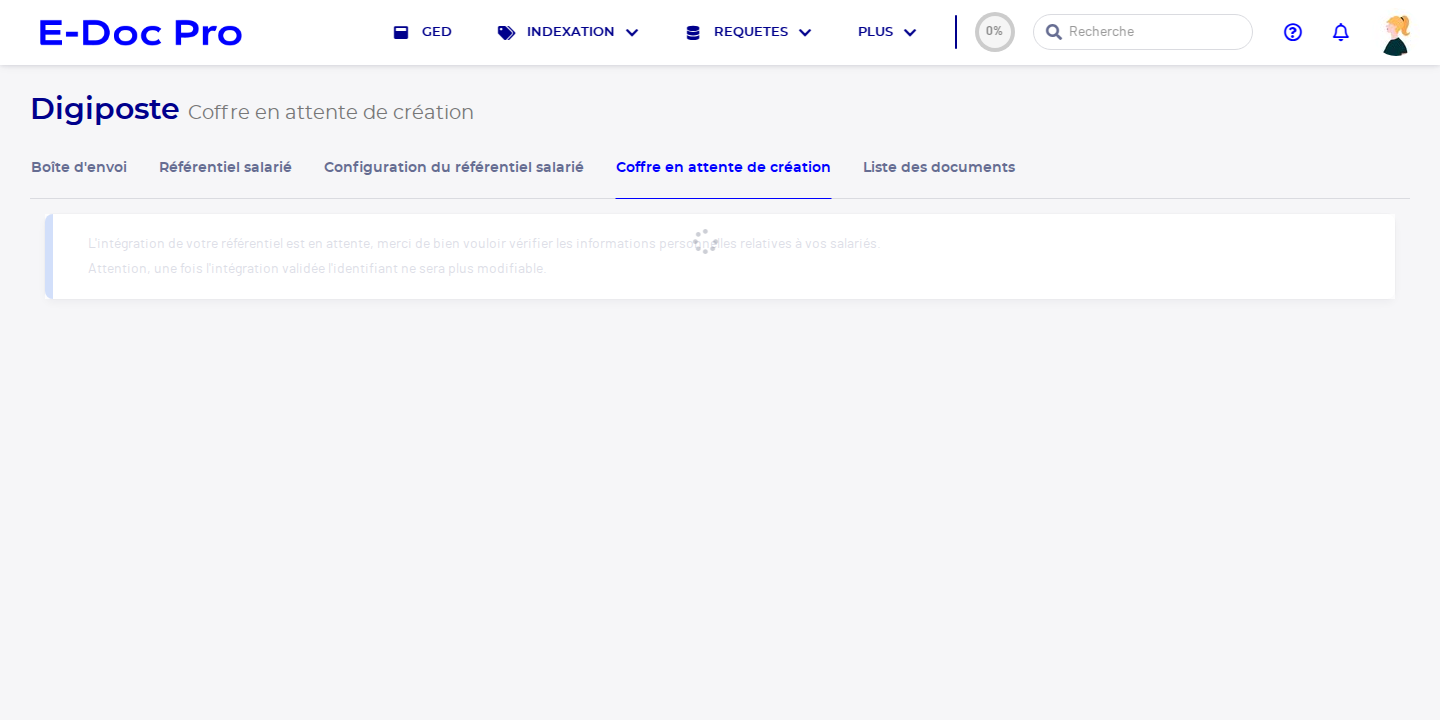 E-Doc Pro
GED
INDEXATION
REQUETES
PLUS
0%
Recherche
Digiposte Coffre en attente de création
Boîte d'envoi
Référentiel salarié
Configuration du référentiel salarié
Coffre en attente de création
Liste des documents
L'intégration de votre référentiel est en attente, merci de bien vouloir vérifier les informations personnelles relatives à vos salariés.
Attention, une fois l'intégration validée l'identifiant ne sera plus modifiable.